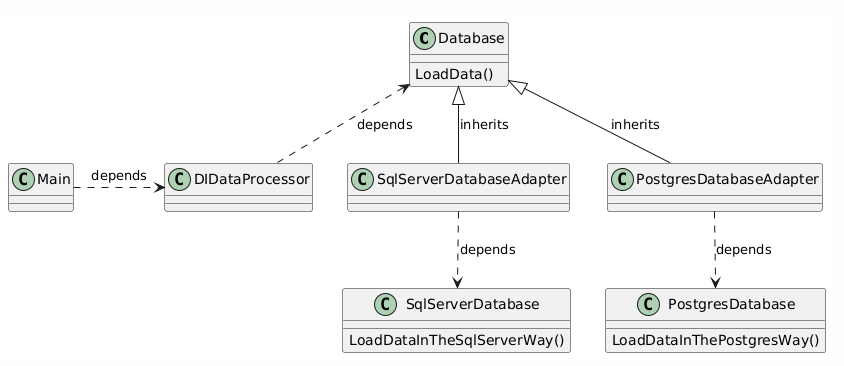 C Database
LoadData()
depends
inherits
inherits
C Main
depends
C DIDataProcessor
C SqlServerDatabaseAdapter
C PostgresDatabaseAdapter
depends
depends
C SqlServerDatabase
LoadDataInTheSqlServerWay()
C PostgresDatabase
LoadDataInThePostgresWay()